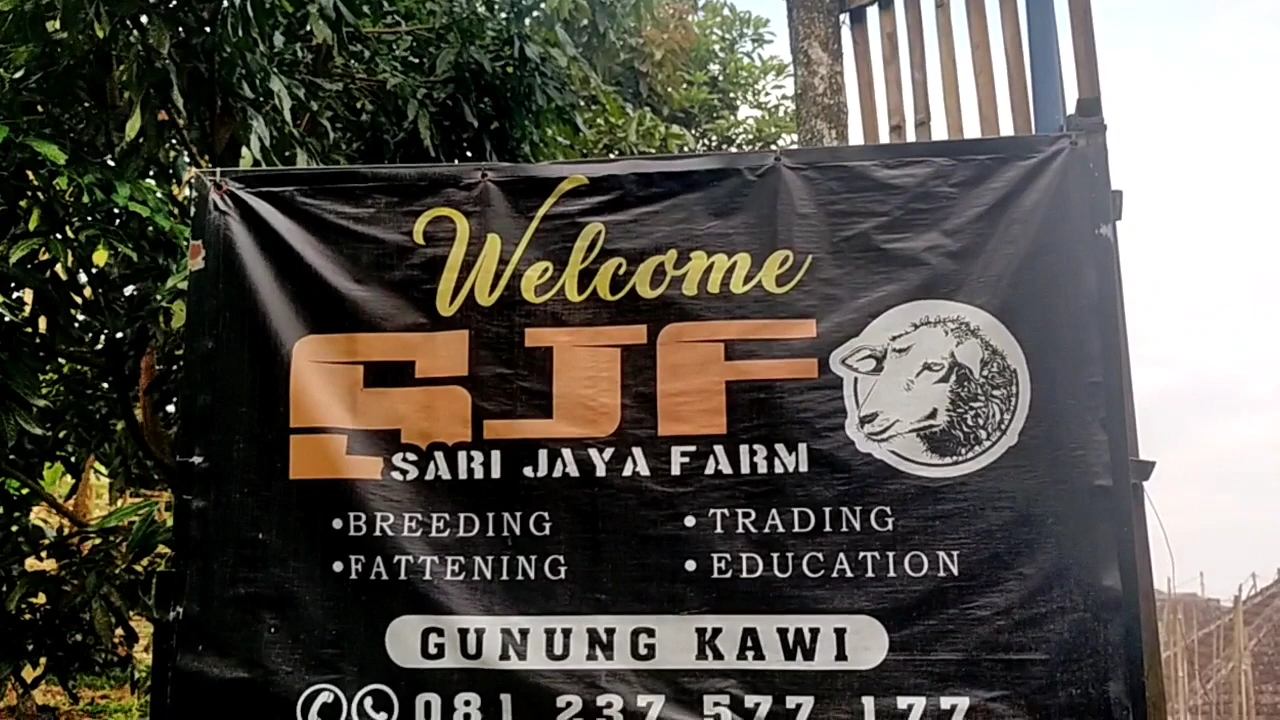 Welcome
SJF
SARI JAYA FARM
•BREEDING
•FATTENING
• TRADING
• EDUCATION
GUNUNG KAWI
081 237 577 177